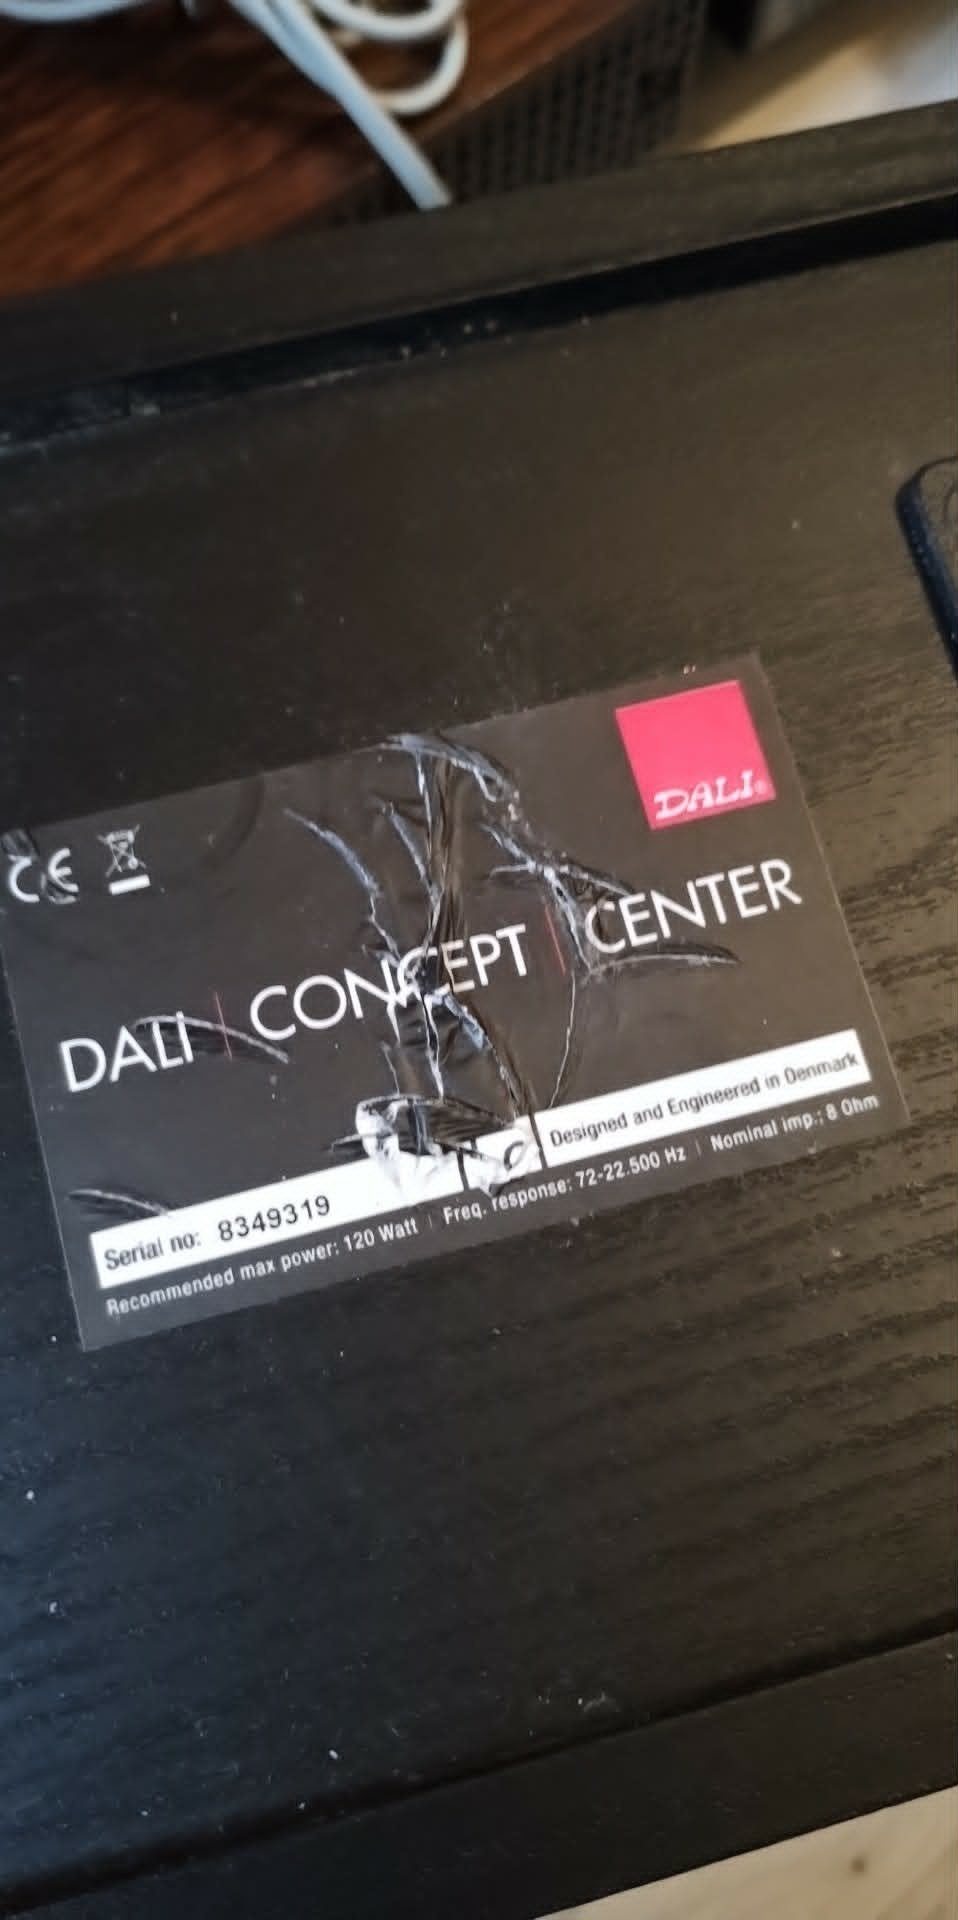 DALI®
CE
DALI | CONCEPT | CENTER
Serial no: 8349319
Designed and Engineered in Denmark
Recommended max power: 120 Watt | Freq. response: 72-22.500 Hz | Nominal imp.: 8 Ohm